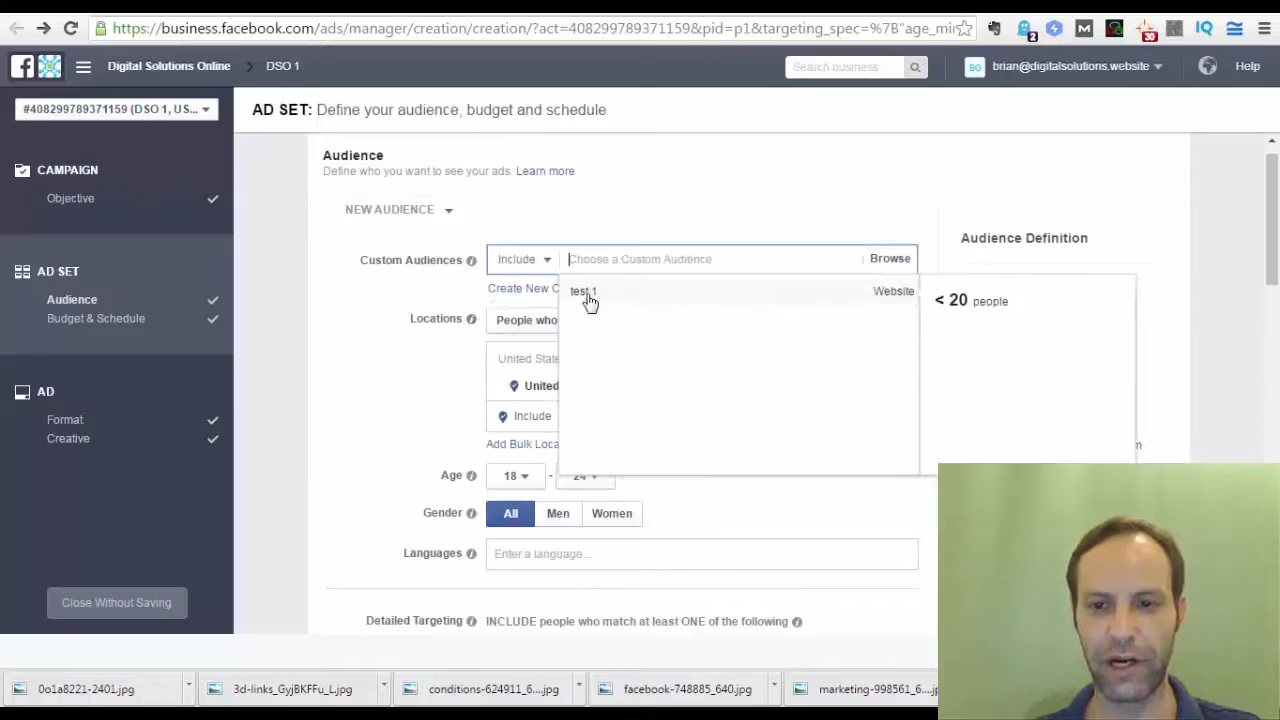 https://business.facebook.com/ads/manager/creation/creation/?act=408299789371159&pid=p1&targeting_spec=%7B"age_mi
2
30
Digital Solutions Online
DSO 1
Search business
BG
brian@digitalsolutions.website
Help
#408299789371159 (DSO 1, US...
AD SET: Define your audience, budget and schedule
CAMPAIGN
Objective
AD SET
Audience
Budget & Schedule
AD
Format
Creative
Close Without Saving
Audience
Define who you want to see your ads. Learn more
NEW AUDIENCE
Custom Audiences
Include
Choose a Custom Audience
Browse
Create New C
test 1
Website
Audience Definition
< 20 people
Locations
People who
United State
United
Include
Add Bulk Loca
Age
18
-
24
Gender
All
Men
Women
Languages
Enter a language...
Detailed Targeting
INCLUDE people who match at least ONE of the following
0o1a8221-2401.jpg
3d-links_GyjBKFFu_L.jpg
conditions-624911_6....jpg
facebook-748885_640.jpg
marketing-998561_6....jp